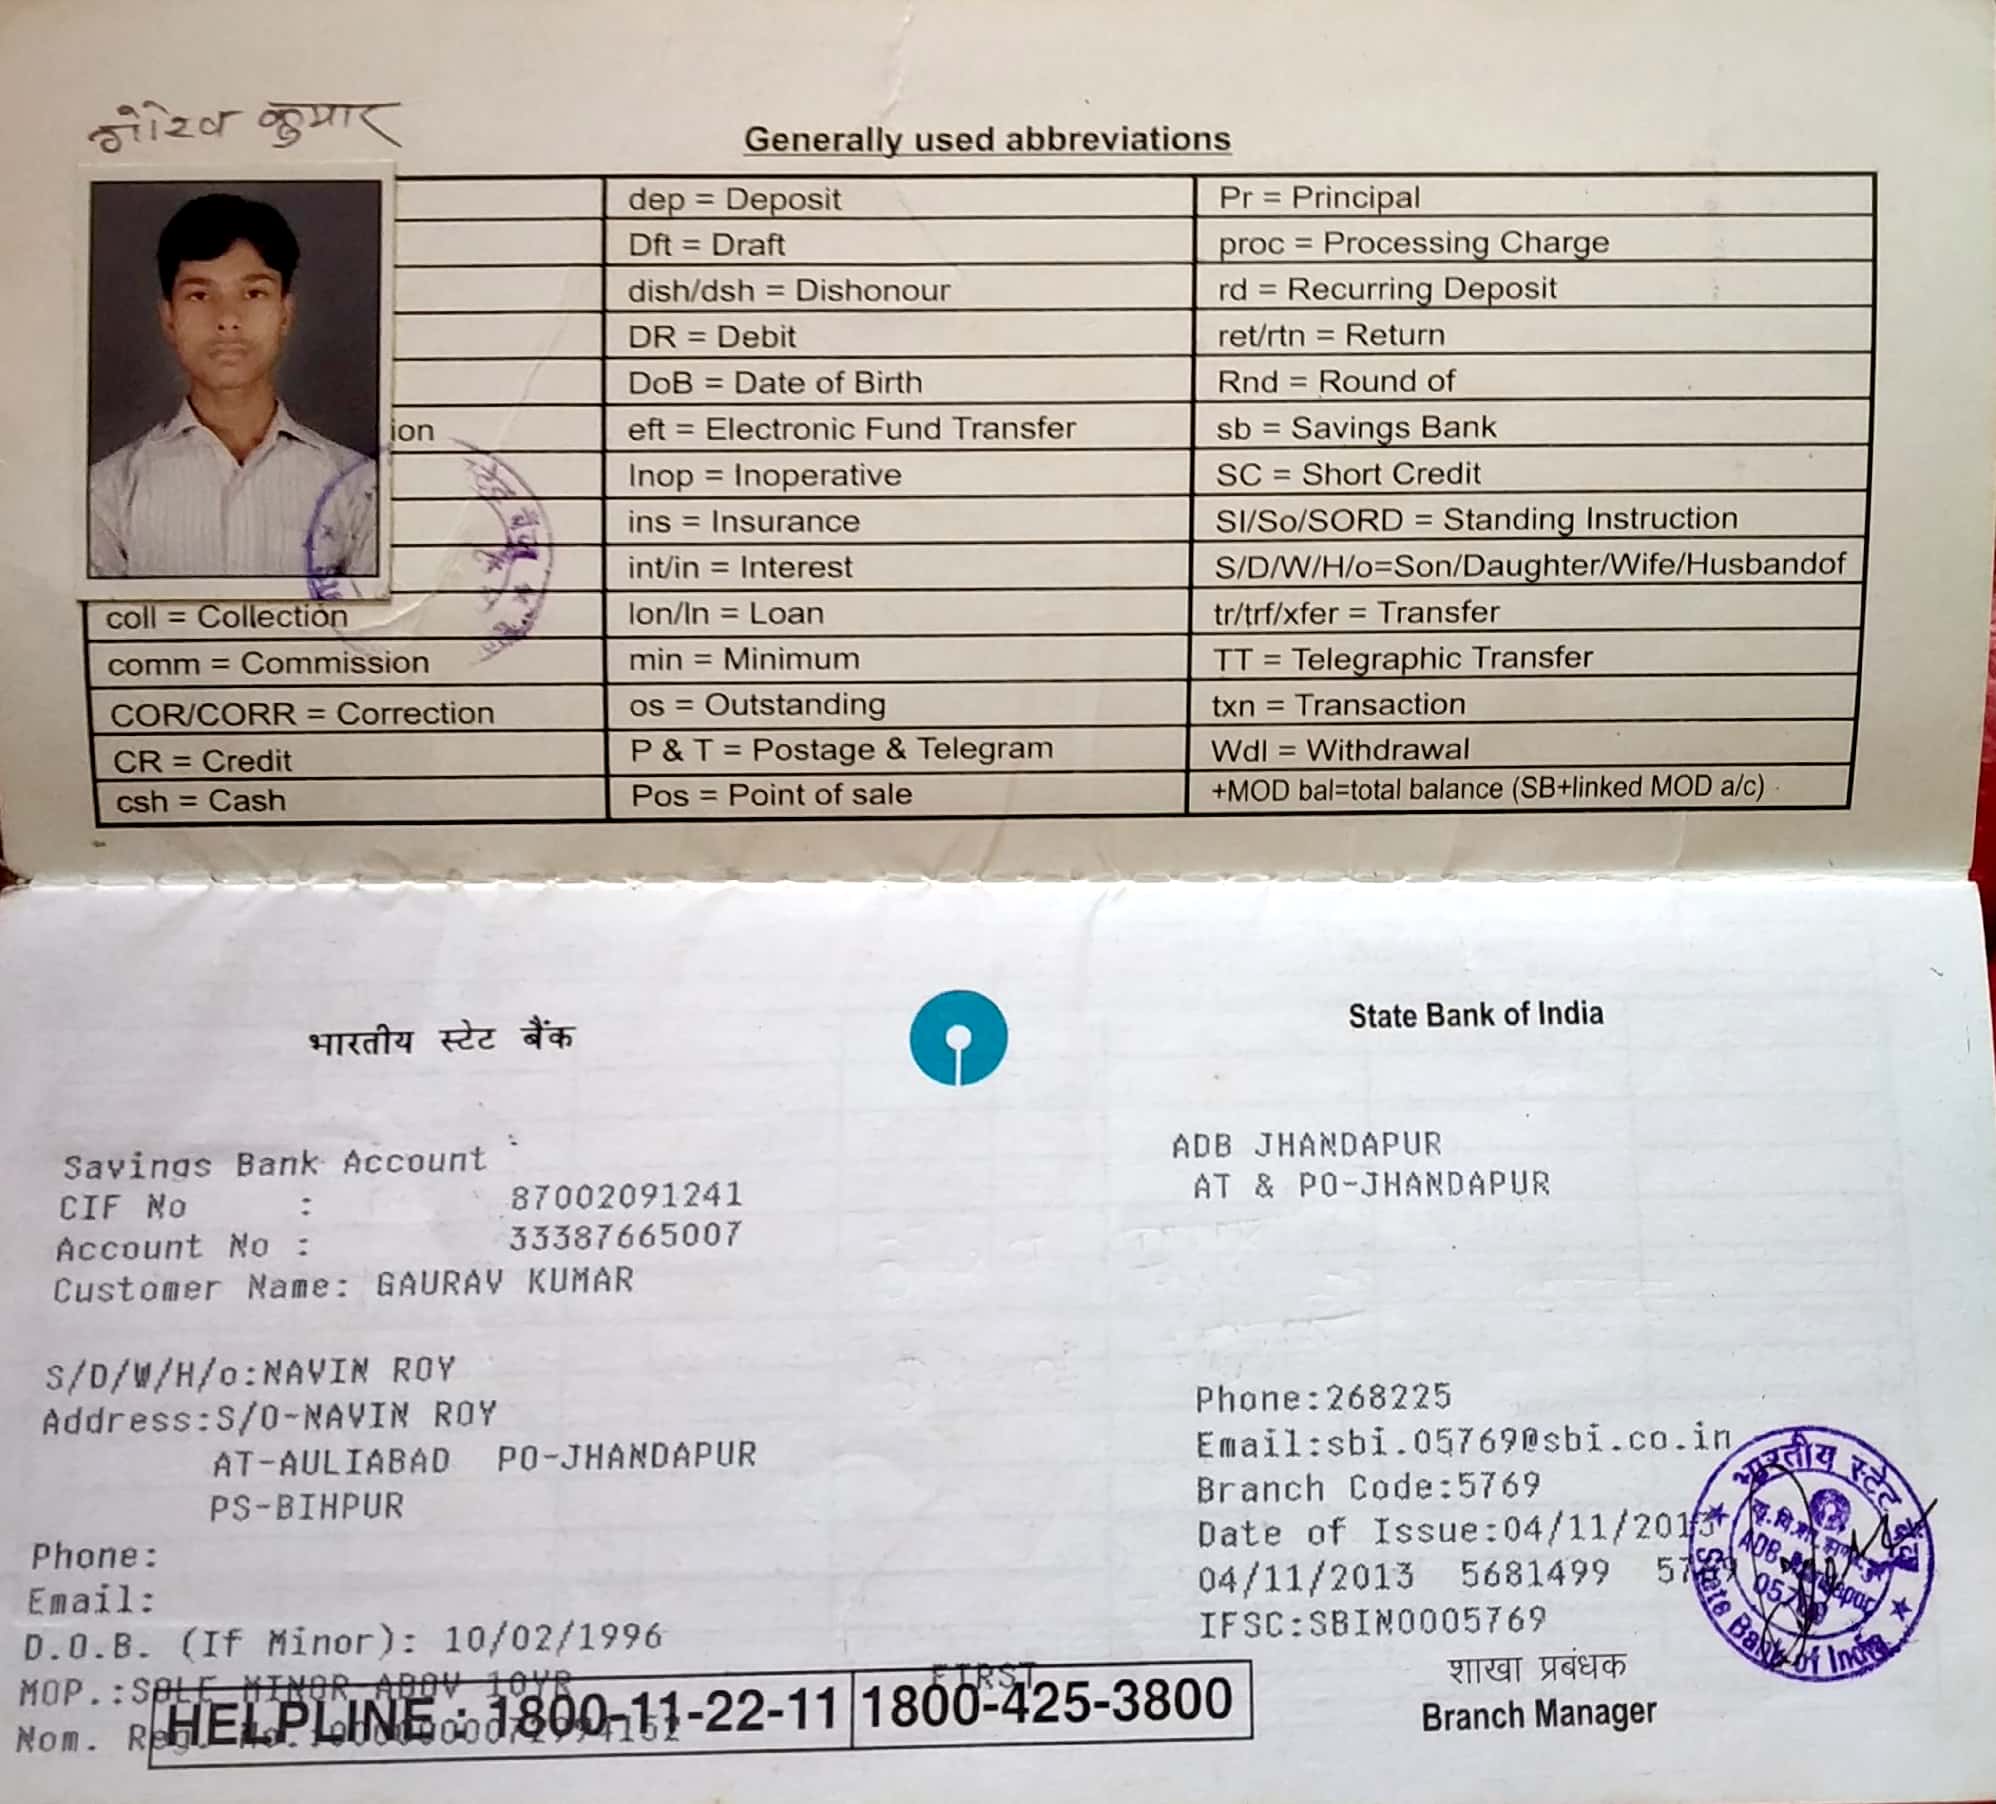 गौरव कुमार
Generally used abbreviations
dep = Deposit
Pr = Principal
Dft = Draft
proc = Processing Charge
dish/dsh = Dishonour
rd = Recurring Deposit
DR = Debit
ret/rtn = Return
DoB = Date of Birth
Rnd = Round of
ion
eft = Electronic Fund Transfer
sb = Savings Bank
Inop = Inoperative
SC = Short Credit
ins = Insurance
SI/So/SORD = Standing Instruction
int/in = Interest
S/D/W/H/o=Son/Daughter/Wife/Husbandof
coll = Collection
lon/ln = Loan
tr/trf/xfer = Transfer
comm = Commission
min = Minimum
TT = Telegraphic Transfer
COR/CORR = Correction
os = Outstanding
txn = Transaction
CR = Credit
P & T = Postage & Telegram
Wdl = Withdrawal
csh = Cash
Pos = Point of sale
+MOD bal=total balance (SB+linked MOD a/c)
भारतीय स्टेट बैंक
State Bank of India
Savings Bank Account
CIF No : 87002091241
Account No : 33387665007
Customer Name: GAURAV KUMAR
S/D/W/H/o:NAVIN ROY
Address:S/O-NAVIN ROY
AT-AULIABAD PO-JHANDAPUR
PS-BIHPUR
Phone:
Email:
D.O.B. (If Minor): 10/02/1996
MOP.:SOLE MINOR ABOV 10YR
FIRST
Nom. Reg. No.:
HELPLINE : 1800-11-22-11 1800-425-3800
ADB JHANDAPUR
AT & PO-JHANDAPUR
Phone:268225
Email:sbi.05769@sbi.co.in
Branch Code:5769
Date of Issue:04/11/2013
04/11/2013 5681499 5769
IFSC:SBIN0005769
शाखा प्रबंधक
Branch Manager
भारतीय स्टेट बैंक
ADB
05769
State Bank of India